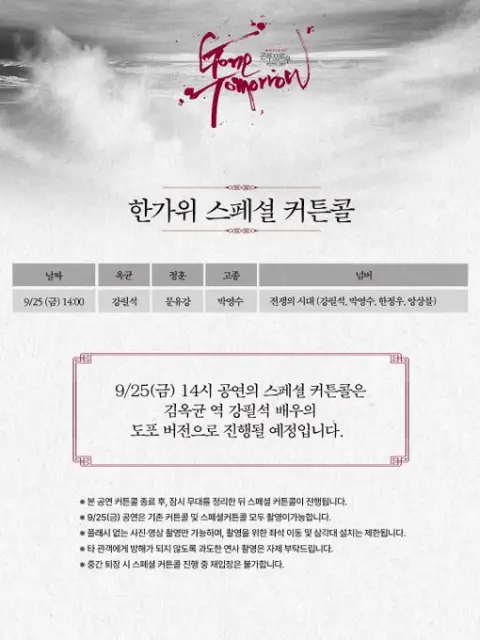 Gone
Tomorrow
한가위 스페셜 커튼콜
날짜 옥균 정훈 고종 넘버
9/25 (금) 14:00 강필석 문유강 박영수 전쟁의 시대 (강필석, 박영수, 한정우, 앙상블)
9/25(금) 14시 공연의 스페셜 커튼콜은
김옥균 역 강필석 배우의
도포 버전으로 진행될 예정입니다.
※ 본 공연 커튼콜 종료 후, 잠시 무대를 정리한 뒤 스페셜 커튼콜이 진행됩니다.
※ 9/25(금) 공연은 기존 커튼콜 및 스페셜커튼콜 모두 촬영이가능합니다.
※ 플래시 없는 사진·영상 촬영만 가능하며, 촬영을 위한 좌석 이동 및 삼각대 설치는 제한됩니다.
※ 타 관객에게 방해가 되지 않도록 과도한 연사 촬영은 자제 부탁드립니다.
※ 중간 퇴장 시 스페셜 커튼콜 진행 중 재입장은 불가합니다.